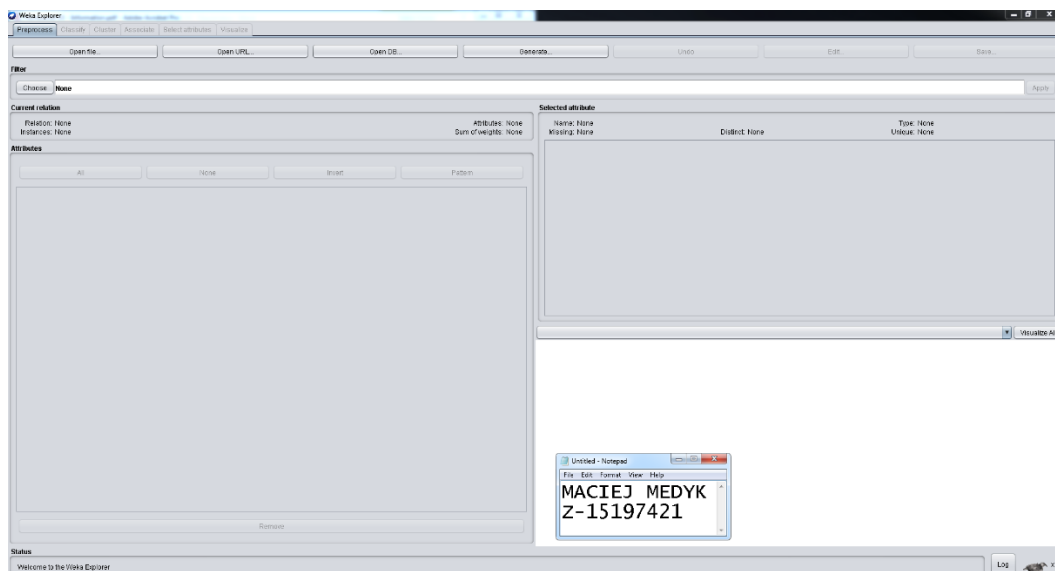 Weka Explorer
Preprocess Classify Cluster Associate Select attributes Visualize
Open file... Open URL... Open DB... Generate... Undo Edit... Save...
Filter
Choose None Apply
Current relation
Relation: None Attributes: None
Instances: None Sum of weights: None
Selected attribute
Name: None Type: None
Missing: None Distinct: None Unique: None
Attributes
All None Invert Pattern
Visualize All
Untitled - Notepad
File Edit Format View Help
MACIEJ MEDYK
Z-15197421
Remove
Status
Welcome to the Weka Explorer
Log
x